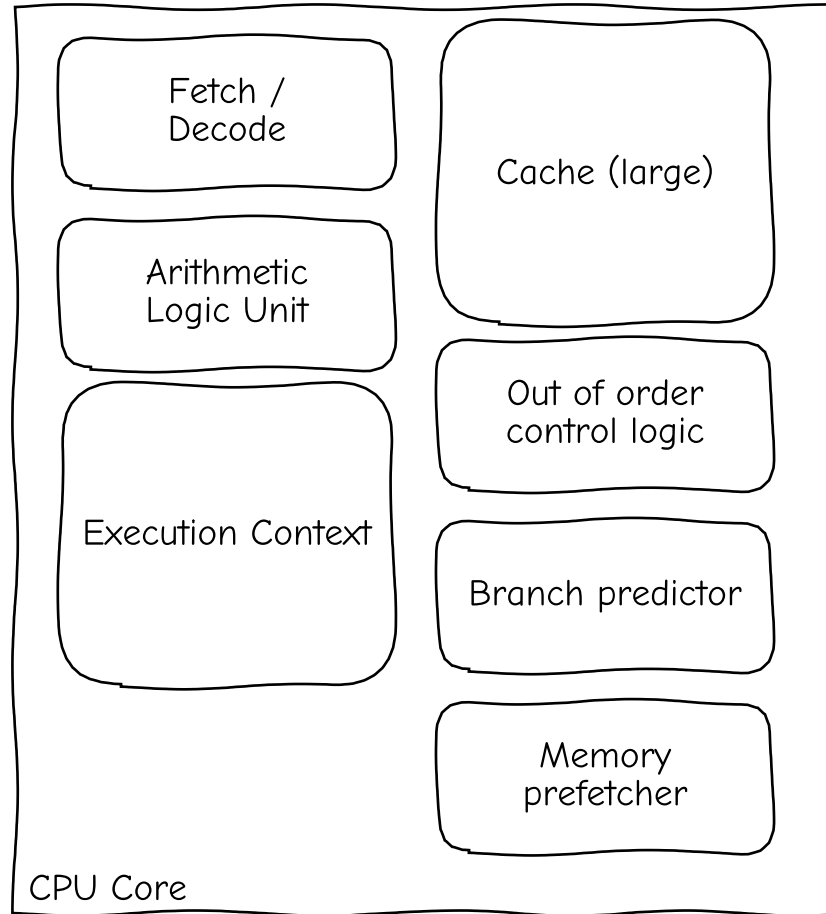 Fetch /
Decode
Arithmetic
Logic Unit
Execution Context
Cache (large)
Out of order
control logic
Branch predictor
Memory
prefetcher
CPU Core